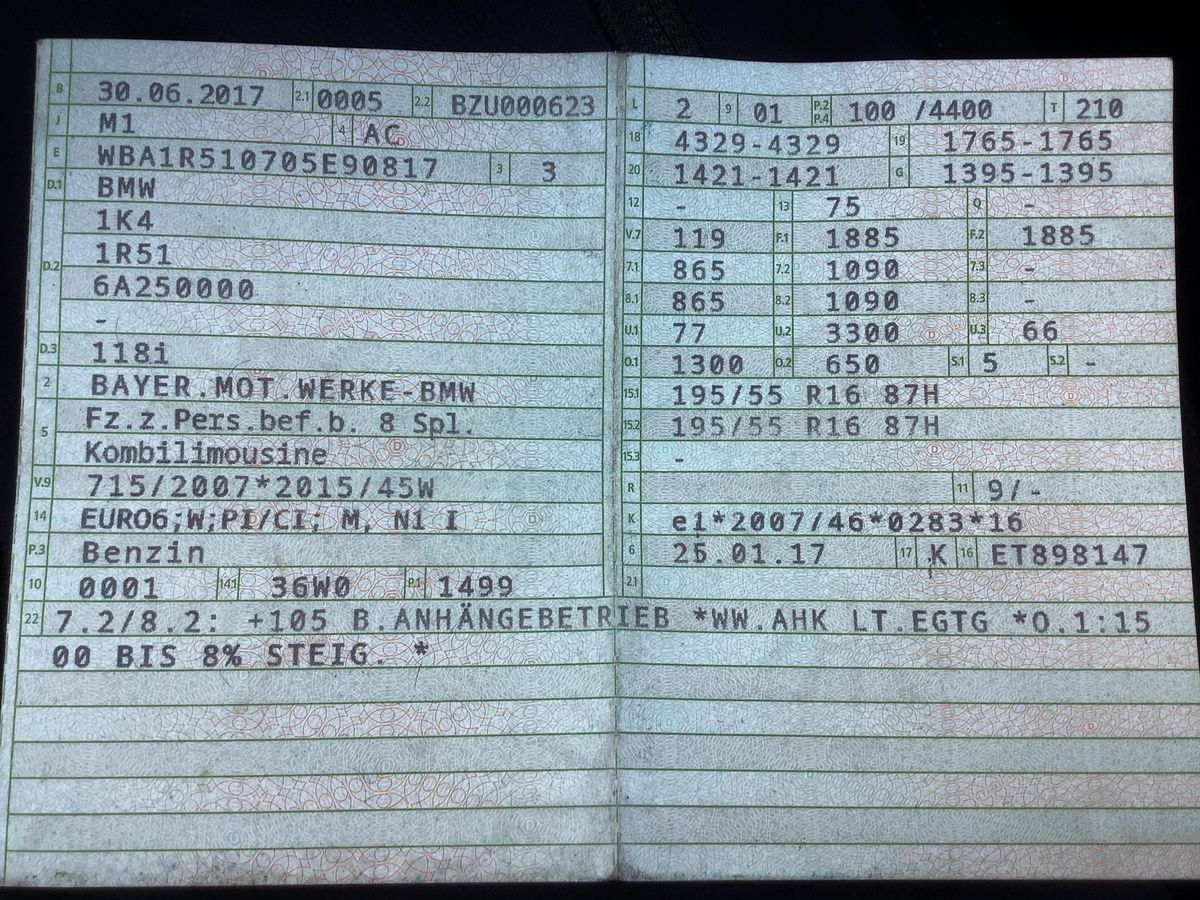 B 30.06.2017 2.1 0005 2.2 BZU000623
J M1 4 AC
E WBA1R510705E90817 3 3
D.1 BMW
1K4
D.2 1R51
6A250000
-
D.3 118i
2 BAYER.MOT.WERKE-BMW
5 Fz.z.Pers.bef.b. 8 Spl.
Kombilimousine
V.9 715/2007*2015/45W
14 EURO6;W;PI/CI; M, N1 I
P.3 Benzin
10 0001 14.1 36W0 P.1 1499
L 2 9 01 P.2 P.4 100 /4400 T 210
18 4329-4329 19 1765-1765
20 1421-1421 G 1395-1395
12 - 13 75 Q -
V.7 119 F.1 1885 F.2 1885
7.1 865 7.2 1090 7.3 -
8.1 865 8.2 1090 8.3 -
U.1 77 U.2 3300 U.3 66
O.1 1300 O.2 650 S.1 5 S.2 -
15.1 195/55 R16 87H
15.2 195/55 R16 87H
15.3 -
R 11 9/-
K e1*2007/46*0283*16
6 25.01.17 17 K 16 ET898147
21
22 7.2/8.2: +105 B.ANHÄNGEBETRIEB *WW.AHK LT.EGTG *O.1:15
00 BIS 8% STEIG. *